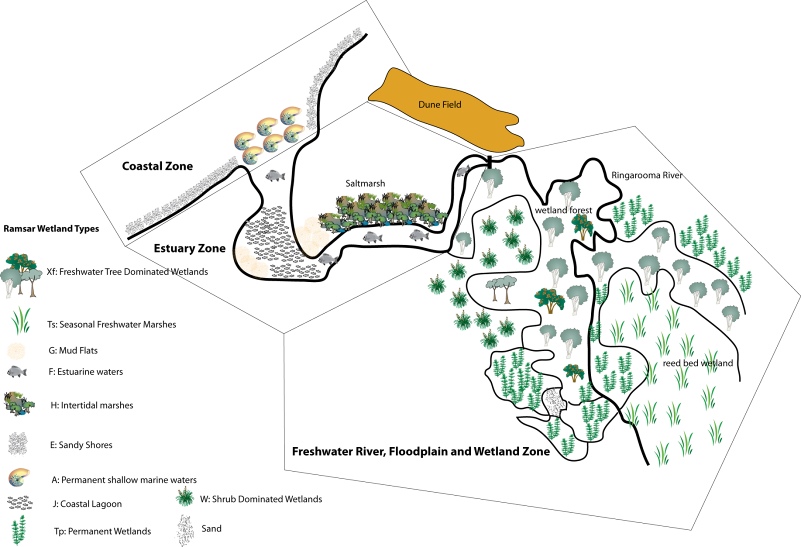 Dune Field
Coastal Zone
Ringarooma River
Saltmarsh
wetland forest
Ramsar Wetland Types
Estuary Zone
Xf: Freshwater Tree Dominated Wetlands
Ts: Seasonal Freshwater Marshes
G: Mud Flats
reed bed wetland
F: Estuarine waters
H: Intertidal marshes
E: Sandy Shores
Freshwater River, Floodplain and Wetland Zone
A: Permanent shallow marine waters
J: Coastal Lagoon
W: Shrub Dominated Wetlands
Tp: Permanent Wetlands
Sand